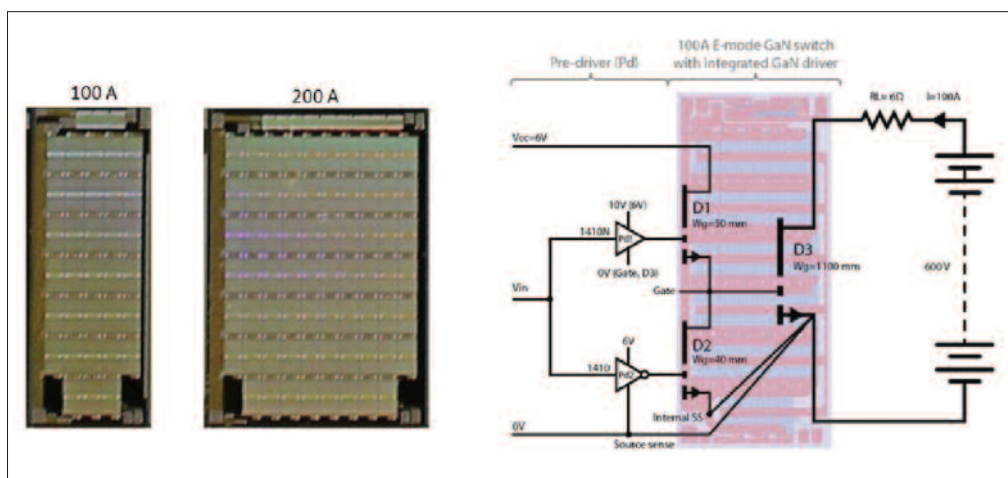 100 A
200 A
Pre-driver (Pd)
100A E-mode GaN switch
with integrated GaN driver
RL= 6Ω
I=100A
Vcc=6V
D1
Wg=50 mm
10V (6V)
1410N
Pd1
0V (Gate, D3)
D3
Wg=1100 mm
600V
Vin
Gate
D2
Wg=40 mm
6V
1410
Pd2
Internal SS
0V
Source sense